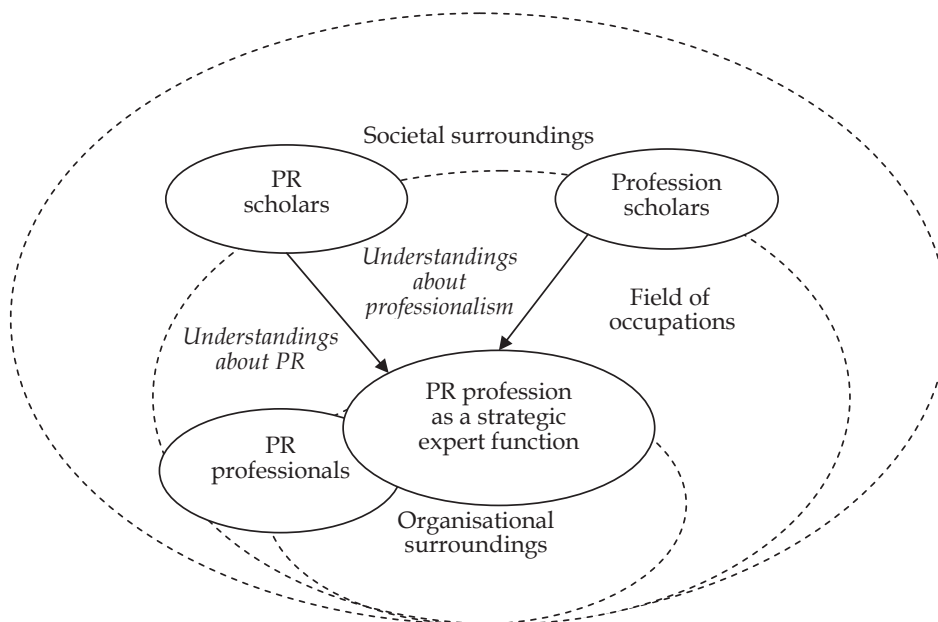 Societal surroundings
PR
scholars
Profession
scholars
Understandings
about
professionalism
Field of
occupations
Understandings
about PR
PR profession
as a strategic
expert function
PR
professionals
Organisational
surroundings